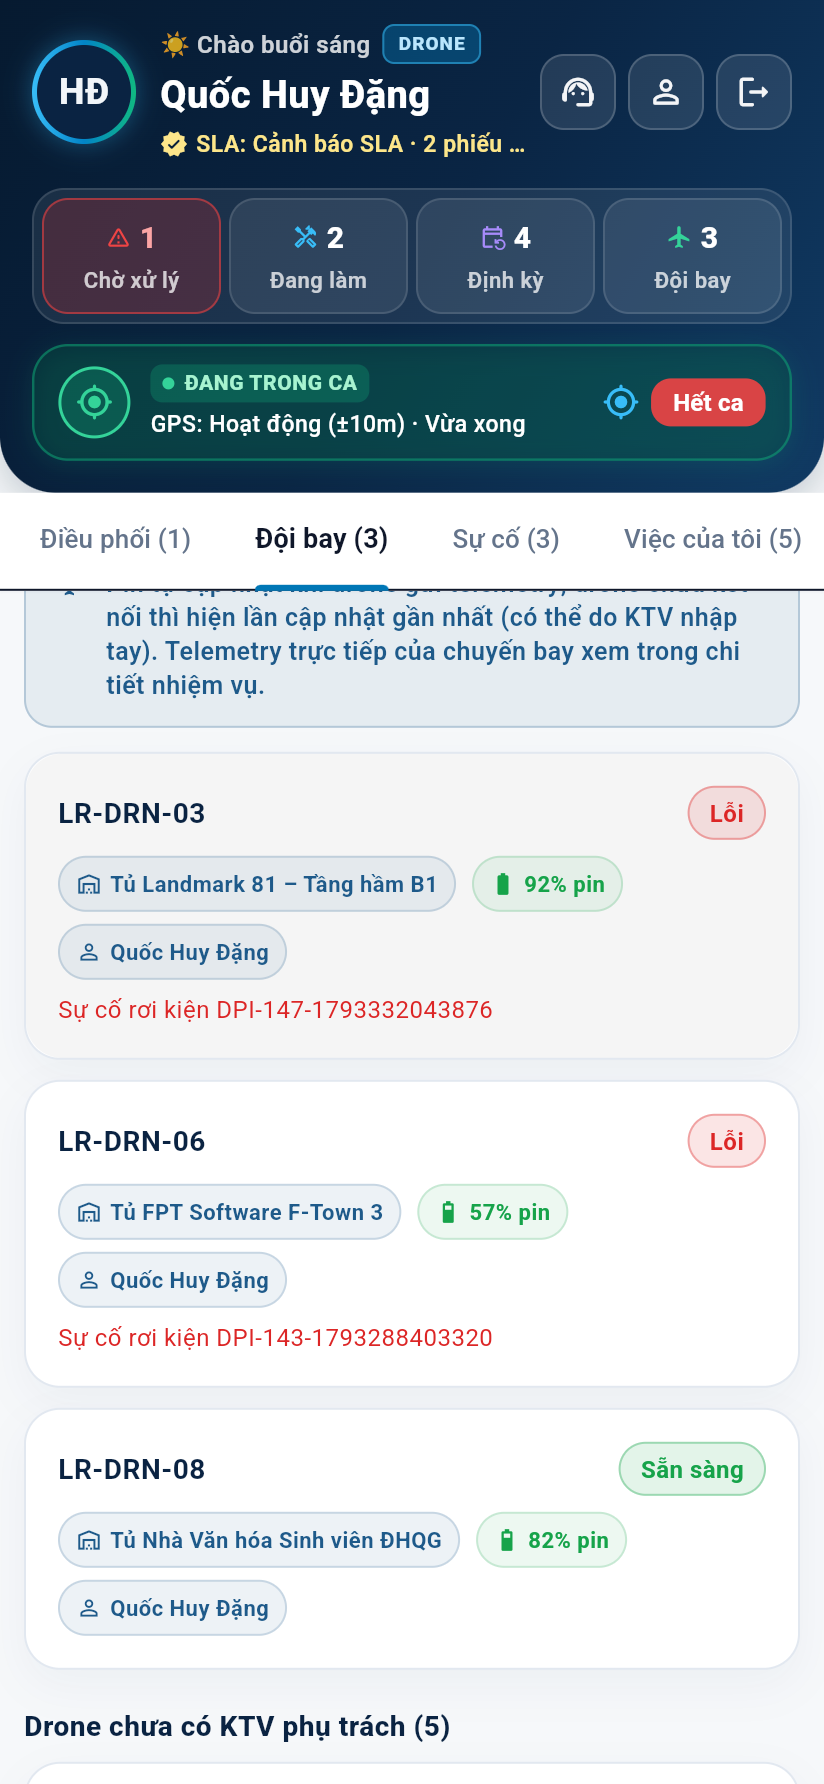 HĐ
Chào buổi sáng
DRONE
Quốc Huy Đặng
SLA: Cảnh báo SLA · 2 phiếu ...
1
Chờ xử lý
2
Đang làm
4
Định kỳ
3
Đội bay
ĐANG TRONG CA
GPS: Hoạt động (±10m) · Vừa xong
Hết ca
Điều phối (1)
Đội bay (3)
Sự cố (3)
Việc của tôi (5)
nối thì hiện lần cập nhật gần nhất (có thể do KTV nhập
tay). Telemetry trực tiếp của chuyến bay xem trong chi
tiết nhiệm vụ.
LR-DRN-03
Lỗi
Tủ Landmark 81 – Tầng hầm B1
92% pin
Quốc Huy Đặng
Sự cố rơi kiện DPI-147-1793332043876
LR-DRN-06
Lỗi
Tủ FPT Software F-Town 3
57% pin
Quốc Huy Đặng
Sự cố rơi kiện DPI-143-1793288403320
LR-DRN-08
Sẵn sàng
Tủ Nhà Văn hóa Sinh viên ĐHQG
82% pin
Quốc Huy Đặng
Drone chưa có KTV phụ trách (5)